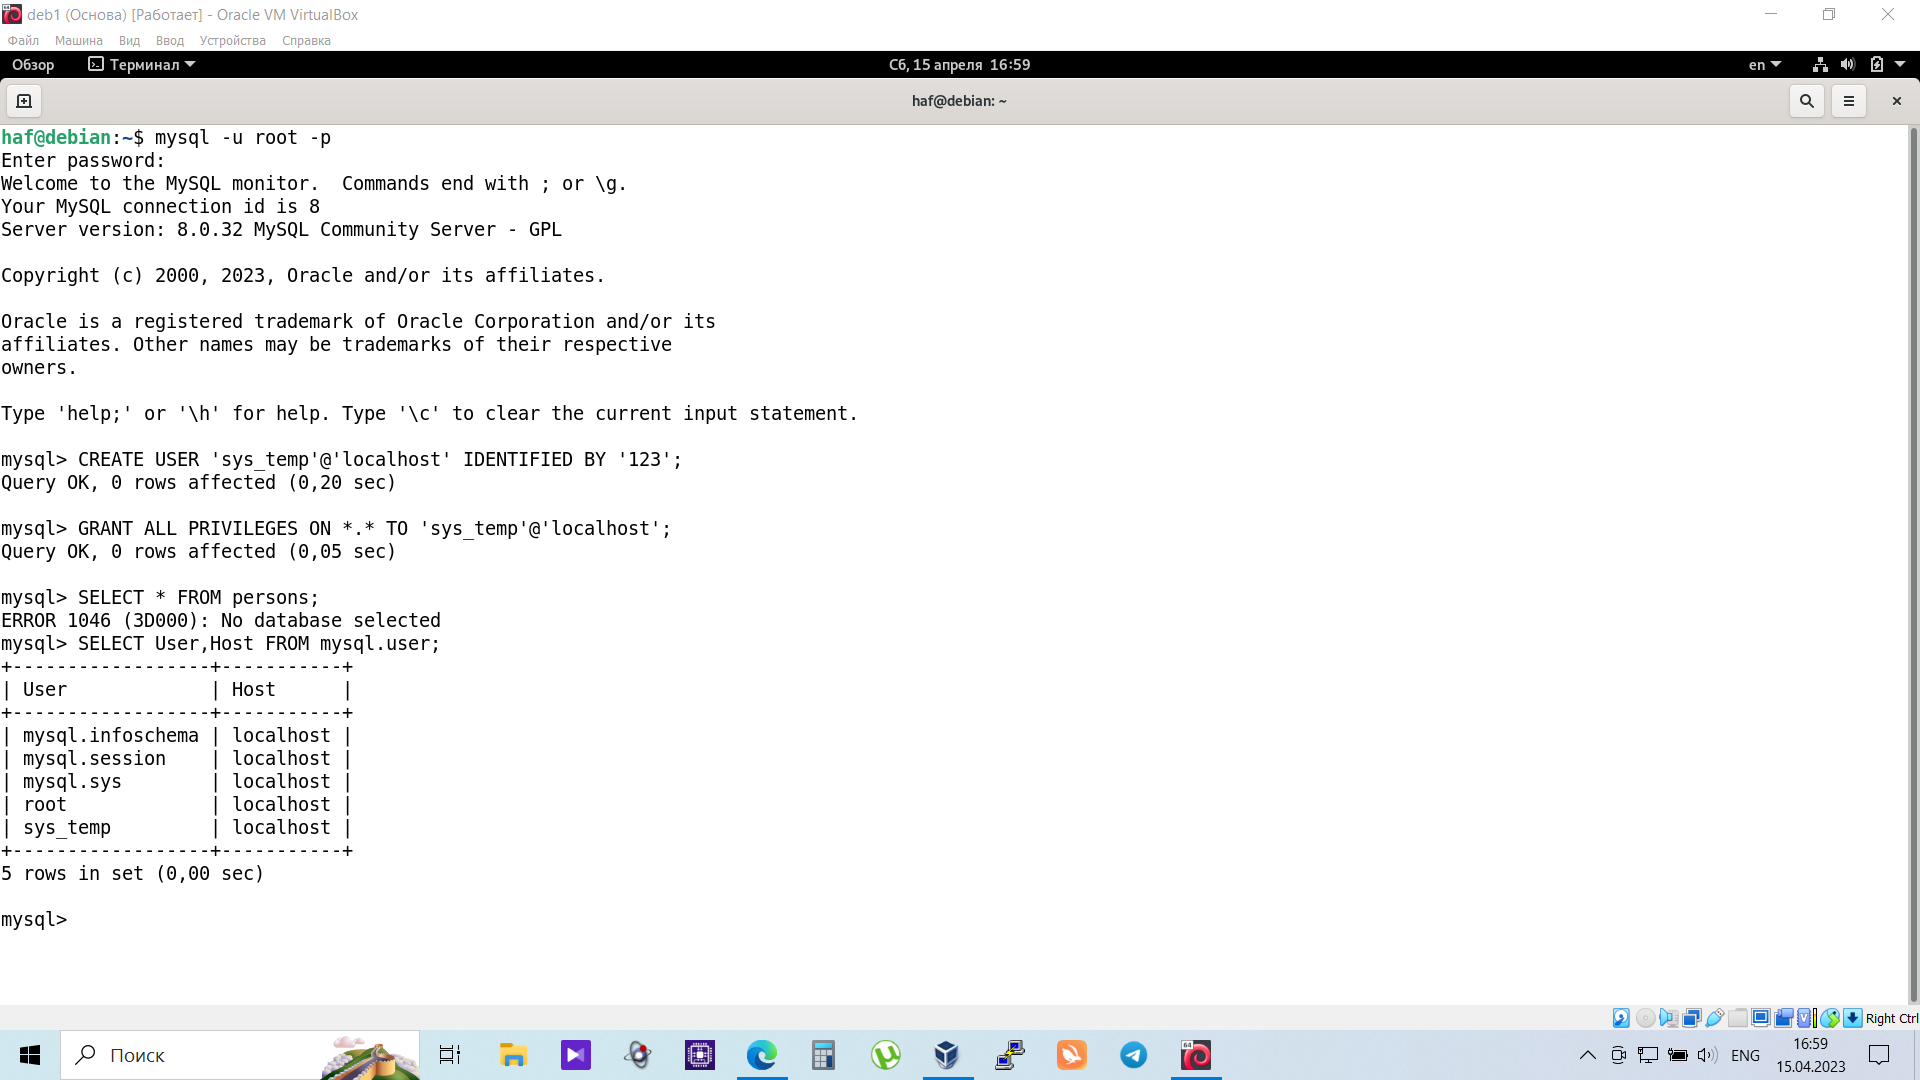 deb1 (Основа) [Работает] - Oracle VM VirtualBox
Файл Машина Вид Ввод Устройства Справка
Обзор Терминал Сб, 15 апреля 16:59 en
haf@debian: ~
haf@debian:~$ mysql -u root -p
Enter password:
Welcome to the MySQL monitor.  Commands end with ; or \g.
Your MySQL connection id is 8
Server version: 8.0.32 MySQL Community Server - GPL
Copyright (c) 2000, 2023, Oracle and/or its affiliates.
Oracle is a registered trademark of Oracle Corporation and/or its
affiliates. Other names may be trademarks of their respective
owners.
Type 'help;' or '\h' for help. Type '\c' to clear the current input statement.
mysql> CREATE USER 'sys_temp'@'localhost' IDENTIFIED BY '123';
Query OK, 0 rows affected (0,20 sec)
mysql> GRANT ALL PRIVILEGES ON *.* TO 'sys_temp'@'localhost';
Query OK, 0 rows affected (0,05 sec)
mysql> SELECT * FROM persons;
ERROR 1046 (3D000): No database selected
mysql> SELECT User,Host FROM mysql.user;
+------------------+-----------+
| User             | Host      |
+------------------+-----------+
| mysql.infoschema | localhost |
| mysql.session    | localhost |
| mysql.sys        | localhost |
| root             | localhost |
| sys_temp         | localhost |
+------------------+-----------+
5 rows in set (0,00 sec)
mysql>
Right Ctrl
Поиск
64
ENG
16:59
15.04.2023